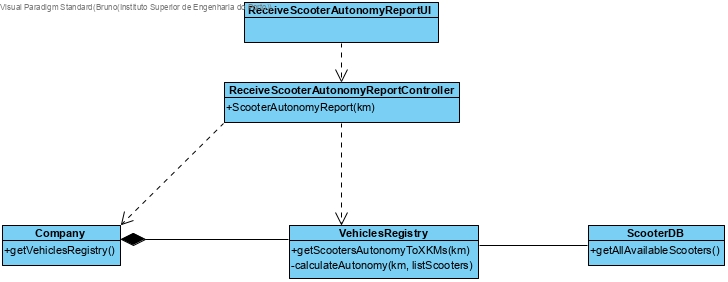 Visual Paradigm Standard(Bruno(Instituto Superior de Engenharia do
ReceiveScooterAutonomyReportUI
ReceiveScooterAutonomyReportController
+ScooterAutonomyReport(km)
Company
+getVehiclesRegistry()
VehiclesRegistry
+getScootersAutonomyToXKMs(km)
-calculateAutonomy(km, listScooters)
ScooterDB
+getAllAvailableScooters()